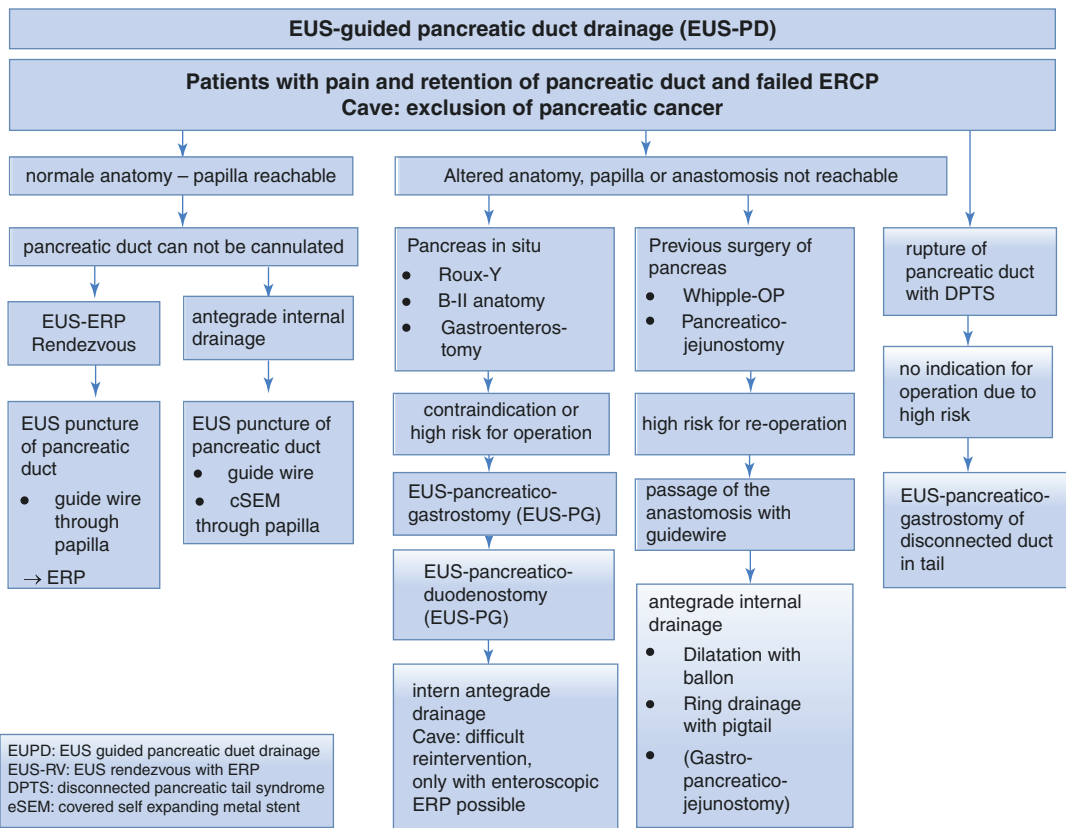 EUS-guided pancreatic duct drainage (EUS-PD)
Patients with pain and retention of pancreatic duct and failed ERCP
Cave: exclusion of pancreatic cancer
normale anatomy – papilla reachable
pancreatic duct can not be cannulated
EUS-ERP
Rendezvous
EUS puncture
of pancreatic
duct
● guide wire
through
papilla
→ ERP
antegrade internal
drainage
EUS puncture of
pancreatic duct
● guide wire
● cSEM
through papilla
Altered anatomy, papilla or anastomosis not reachable
Pancreas in situ
● Roux-Y
● B-II anatomy
● Gastroenteros-
tomy
contraindication or
high risk for operation
EUS-pancreatico-
gastrostomy (EUS-PG)
EUS-pancreatico-
duodenostomy
(EUS-PG)
intern antegrade
drainage
Cave: difficult
reintervention,
only with enteroscopic
ERP possible
Previous surgery of
pancreas
● Whipple-OP
● Pancreatico-
jejunostomy
high risk for re-operation
passage of the
anastomosis with
guidewire
antegrade internal
drainage
● Dilatation with
ballon
● Ring drainage
with pigtail
● (Gastro-
pancreatico-
jejunostomy)
rupture of
pancreatic duct
with DPTS
no indication for
operation due to
high risk
EUS-pancreatico-
gastrostomy of
disconnected duct
in tail
EUPD: EUS guided pancreatic duet drainage
EUS-RV: EUS rendezvous with ERP
DPTS: disconnected pancreatic tail syndrome
eSEM: covered self expanding metal stent